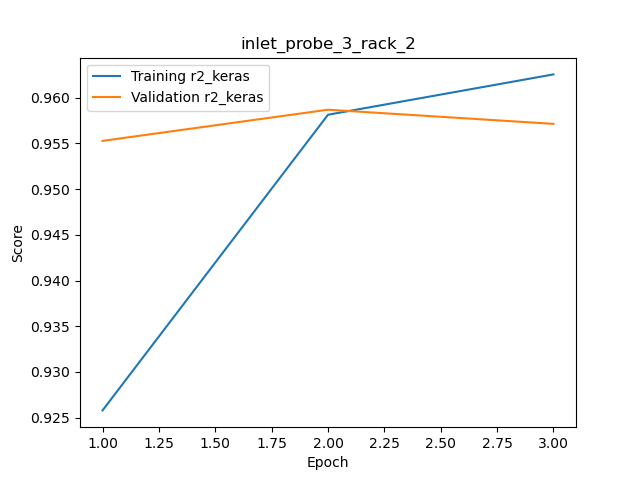 inlet_probe_3_rack_2
Training r2_keras
Validation r2_keras
0.960
0.955
0.950
0.945
0.940
0.935
0.930
0.925
Score
1.00 1.25 1.50 1.75 2.00 2.25 2.50 2.75 3.00
Epoch